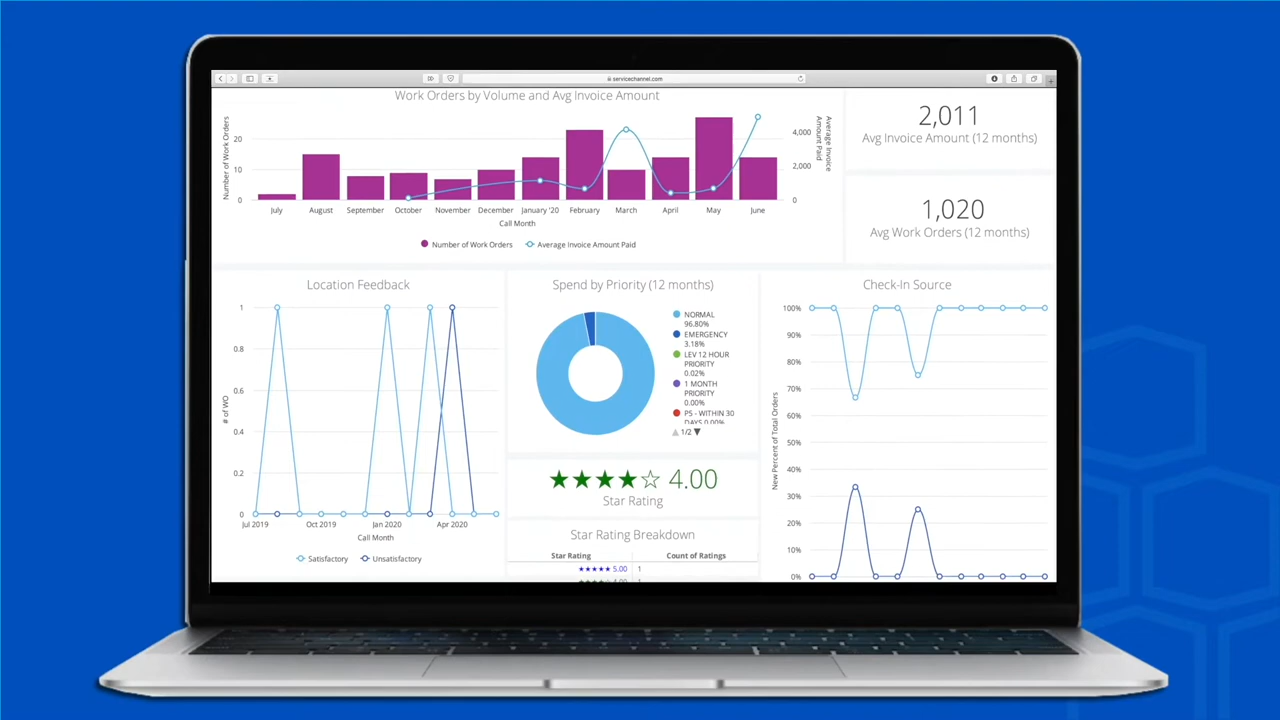 servicechannel.com
Work Orders by Volume and Avg Invoice Amount
Number of Work Orders
20
10
0
4,000
2,000
0
Average Invoice
Amount Paid
July
August
September
October
November
December
January '20
February
March
April
May
June
Call Month
Number of Work Orders
Average Invoice Amount Paid
2,011
Avg Invoice Amount (12 months)
1,020
Avg Work Orders (12 months)
Location Feedback
# of WO
1
0.8
0.6
0.4
0.2
0
Jul 2019
Oct 2019
Jan 2020
Apr 2020
Call Month
Satisfactory
Unsatisfactory
Spend by Priority (12 months)
NORMAL
96.80%
EMERGENCY
3.18%
LEV 12 HOUR
PRIORITY
0.02%
1 MONTH
PRIORITY
0.00%
P5 - WITHIN 30
DAYS 0.00%
1/2
4.00
Star Rating
Star Rating Breakdown
Star Rating
Count of Ratings
5.00
1
Check-In Source
New Percent of Total Orders
100%
90%
80%
70%
60%
50%
40%
30%
20%
10%
0%